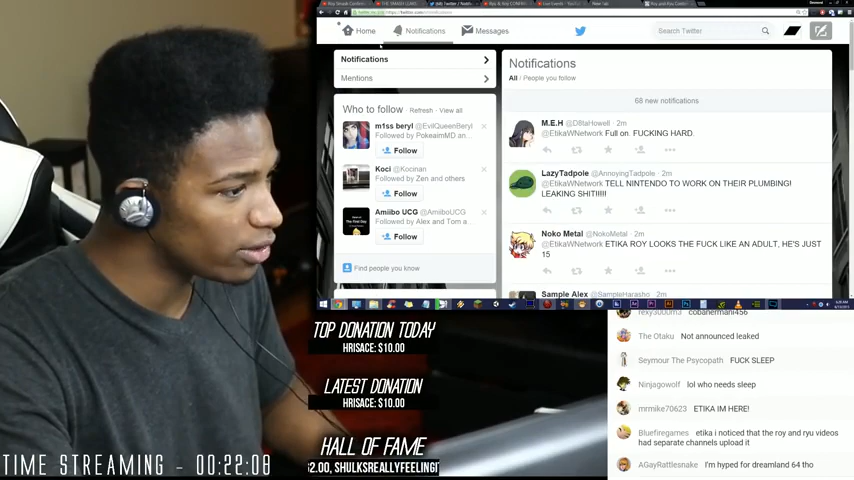 Home
Notifications
Messages
Search Twitter
Notifications
Mentions
Who to follow · Refresh · View all
m1ss beryl @EvilQueenBeryl
Followed by PokeaimMD an...
Follow
Koci @Kocinan
Followed by Zen and others
Follow
Amiibo UCG @AmiiboUCG
Followed by Alex and Tom a...
Follow
Find people you know
Notifications
All / People you follow
68 new notifications
M.E.H @D8taHowell · 2m
@EtikaWNetwork Full on. FUCKING HARD.
LazyTadpole @AnnoyingTadpole · 2m
@EtikaWNetwork TELL NINTENDO TO WORK ON THEIR PLUMBING!
LEAKING SHIT!!!!!
Noko Metal @NokoMetal · 2m
@EtikaWNetwork ETIKA ROY LOOKS THE FUCK LIKE AN ADULT, HE'S JUST
15
Sample Alex @SampleHarasho · 2m
TOP DONATION TODAY
HRISACE: $10.00
LATEST DONATION
HRISACE: $10.00
HALL OF FAME
2.00, SHULKSREALLYFEELINGI
TIME STREAMING - 00:22:08
rexy3000m3 cobanermani456
The Otaku Not announced leaked
Seymour The Psycopath FUCK SLEEP
Ninjagowolf lol who needs sleep
mrmike70623 ETIKA IM HERE!
Bluefiregames etika i noticed that the roy and ryu videos
had separate channels upload it
AGayRattlesnake I'm hyped for dreamland 64 tho